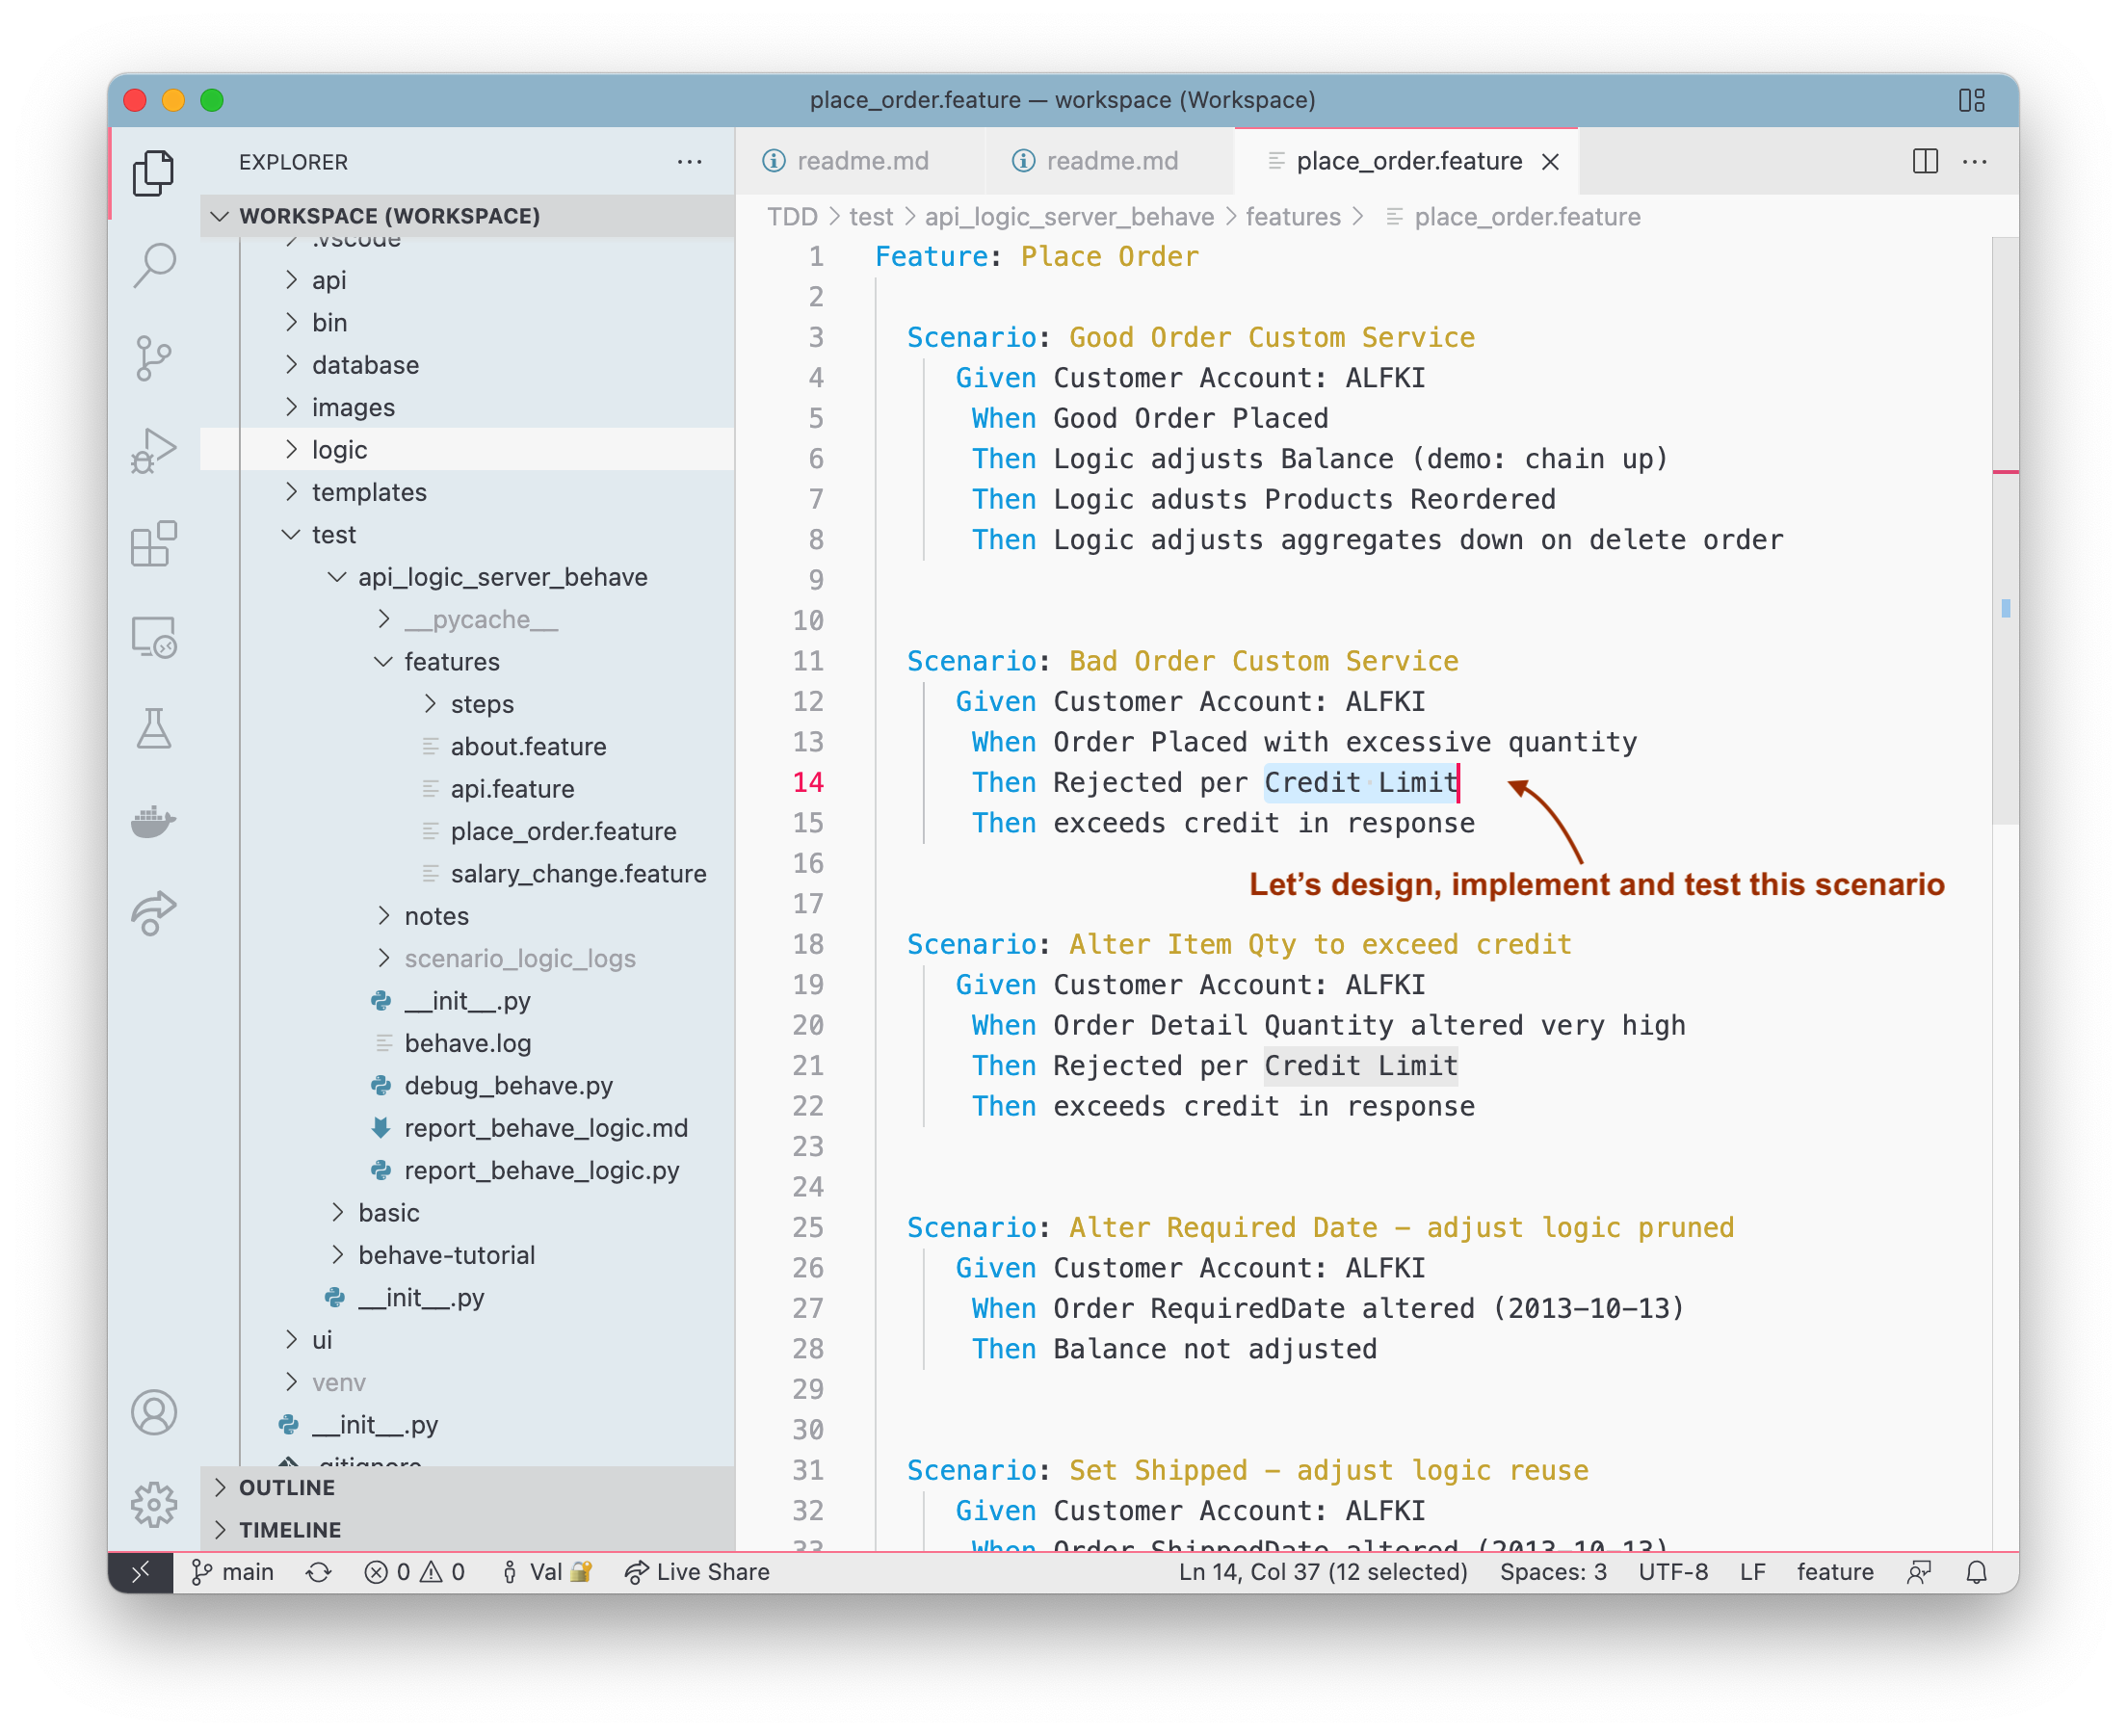 place_order.feature — workspace (Workspace)
EXPLORER
WORKSPACE (WORKSPACE)
.vscode
api
bin
database
images
logic
templates
test
api_logic_server_behave
__pycache__
features
steps
about.feature
api.feature
place_order.feature
salary_change.feature
notes
scenario_logic_logs
__init__.py
behave.log
debug_behave.py
report_behave_logic.md
report_behave_logic.py
basic
behave-tutorial
__init__.py
ui
venv
__init__.py
.gitignore
OUTLINE
TIMELINE
readme.md readme.md place_order.feature
TDD > test > api_logic_server_behave > features > place_order.feature
1 Feature: Place Order
2
3 Scenario: Good Order Custom Service
4 Given Customer Account: ALFKI
5 When Good Order Placed
6 Then Logic adjusts Balance (demo: chain up)
7 Then Logic adusts Products Reordered
8 Then Logic adjusts aggregates down on delete order
9
10
11 Scenario: Bad Order Custom Service
12 Given Customer Account: ALFKI
13 When Order Placed with excessive quantity
14 Then Rejected per Credit Limit
15 Then exceeds credit in response
16
Let's design, implement and test this scenario
17
18 Scenario: Alter Item Qty to exceed credit
19 Given Customer Account: ALFKI
20 When Order Detail Quantity altered very high
21 Then Rejected per Credit Limit
22 Then exceeds credit in response
23
24
25 Scenario: Alter Required Date – adjust logic pruned
26 Given Customer Account: ALFKI
27 When Order RequiredDate altered (2013-10-13)
28 Then Balance not adjusted
29
30
31 Scenario: Set Shipped – adjust logic reuse
32 Given Customer Account: ALFKI
33 When Order ShippedDate altered (2013-10-13)
main 0 0 Val Live Share Ln 14, Col 37 (12 selected) Spaces: 3 UTF-8 LF feature